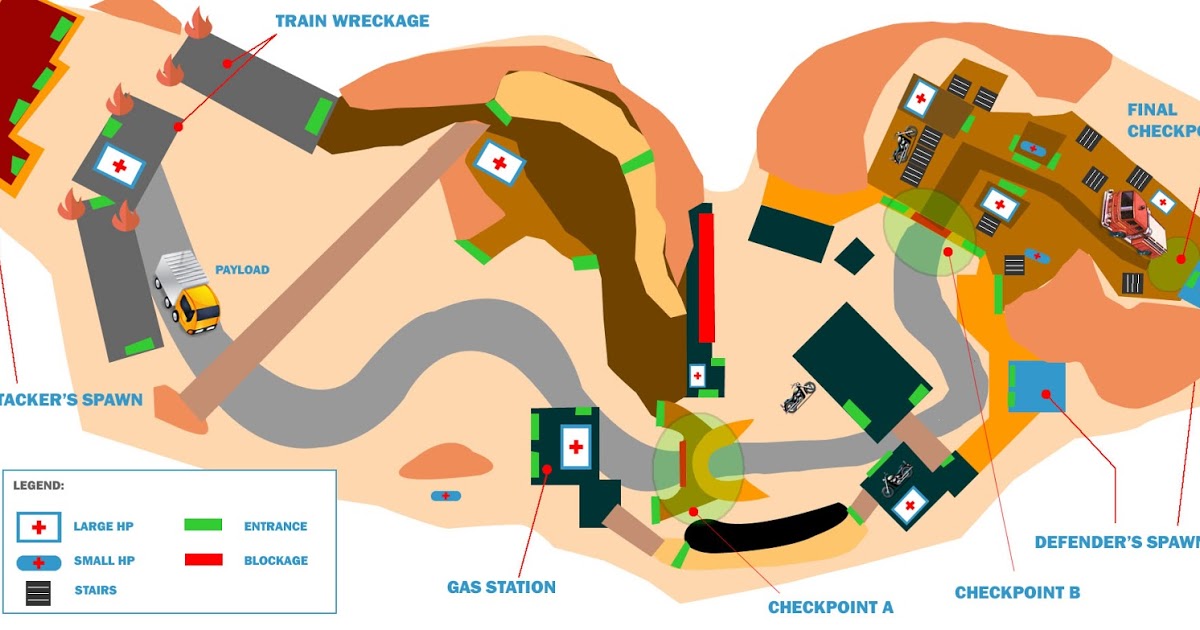 TRAIN WRECKAGE
FINAL
CHECKPO
PAYLOAD
TACKER'S SPAWN
LEGEND:
LARGE HP
ENTRANCE
SMALL HP
BLOCKAGE
STAIRS
GAS STATION
CHECKPOINT A
CHECKPOINT B
DEFENDER'S SPAWN